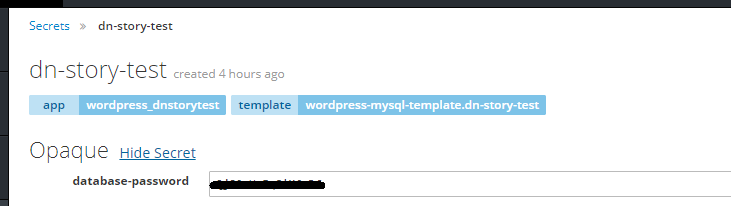 Secrets » dn-story-test
dn-story-test created 4 hours ago
app wordpress_dnstorytest template wordpress-mysql-template.dn-story-test
Opaque Hide Secret
database-password